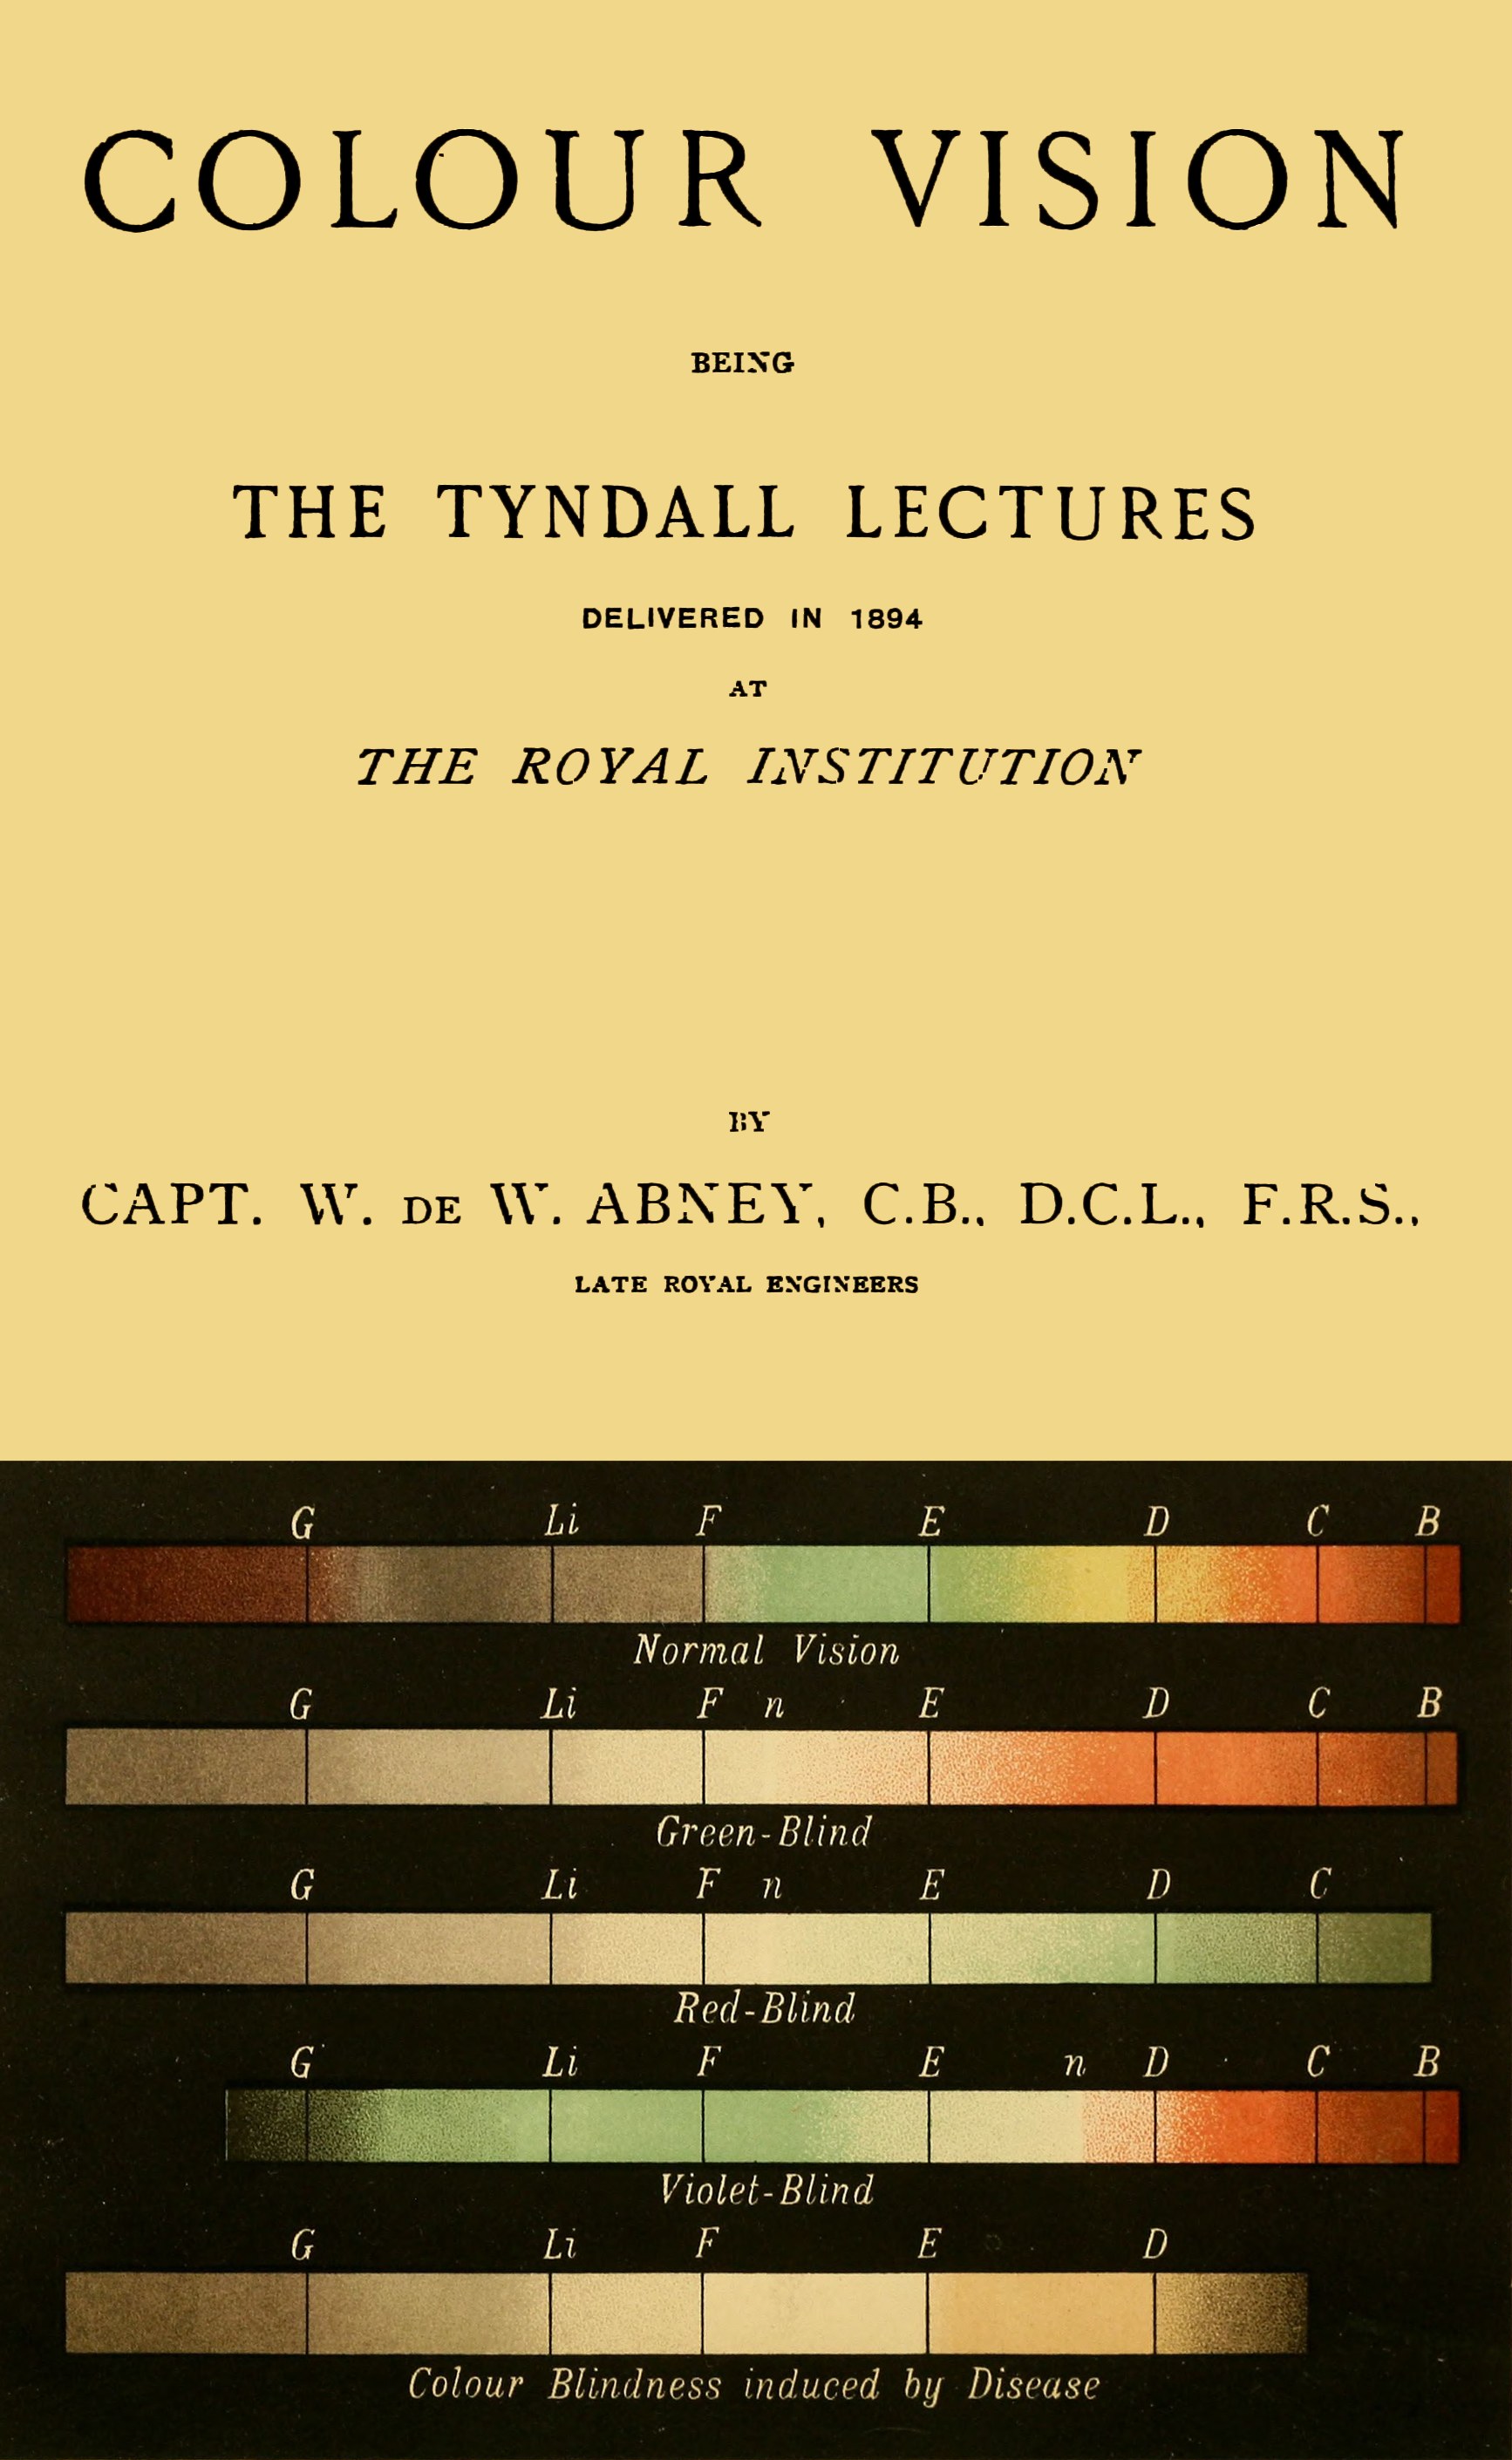 COLOUR VISION
BEING
THE TYNDALL LECTURES
DELIVERED IN 1894
AT
THE ROYAL INSTITUTION
BY
CAPT. W. DE W. ABNEY, C.B., D.C.L., F.R.S.,
LATE ROYAL ENGINEERS
G Li F E D C B
Normal Vision
G Li F n E D C B
Green-Blind
G Li F n E D C
Red-Blind
G Li F E n D C B
Violet-Blind
G Li F E D
Colour Blindness induced by Disease